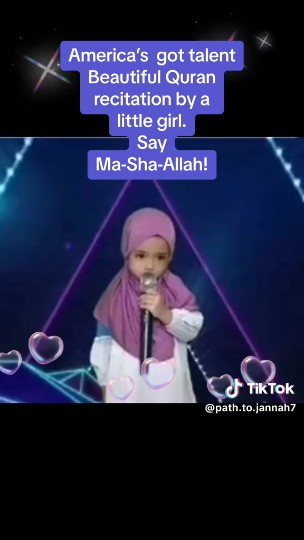 America's got talent
Beautiful Quran
recitation by a
little girl.
Say
Ma-Sha-Allah!
TikTok
@path.to.jannah7